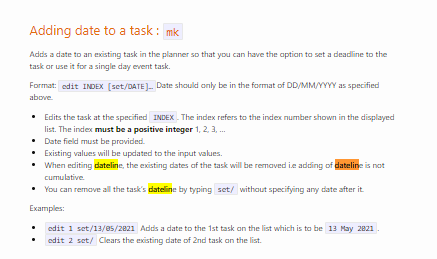 Adding date to a task : mk
Adds a date to an existing task in the planner so that you can have the option to set a deadline to the
task or use it for a single day event task.
Format: edit INDEX [set/DATE]… Date should only be in the format of DD/MM/YYYY as specified
above.
• Edits the task at the specified INDEX . The index refers to the index number shown in the displayed
list. The index must be a positive integer 1, 2, 3, …
• Date field must be provided.
• Existing values will be updated to the input values.
• When editing dateline, the existing dates of the task will be removed i.e adding of dateline is not
cumulative.
• You can remove all the task's dateline by typing set/ without specifying any date after it.
Examples:
• edit 1 set/13/05/2021 Adds a date to the 1st task on the list which is to be 13 May 2021 .
• edit 2 set/ Clears the existing date of 2nd task on the list.